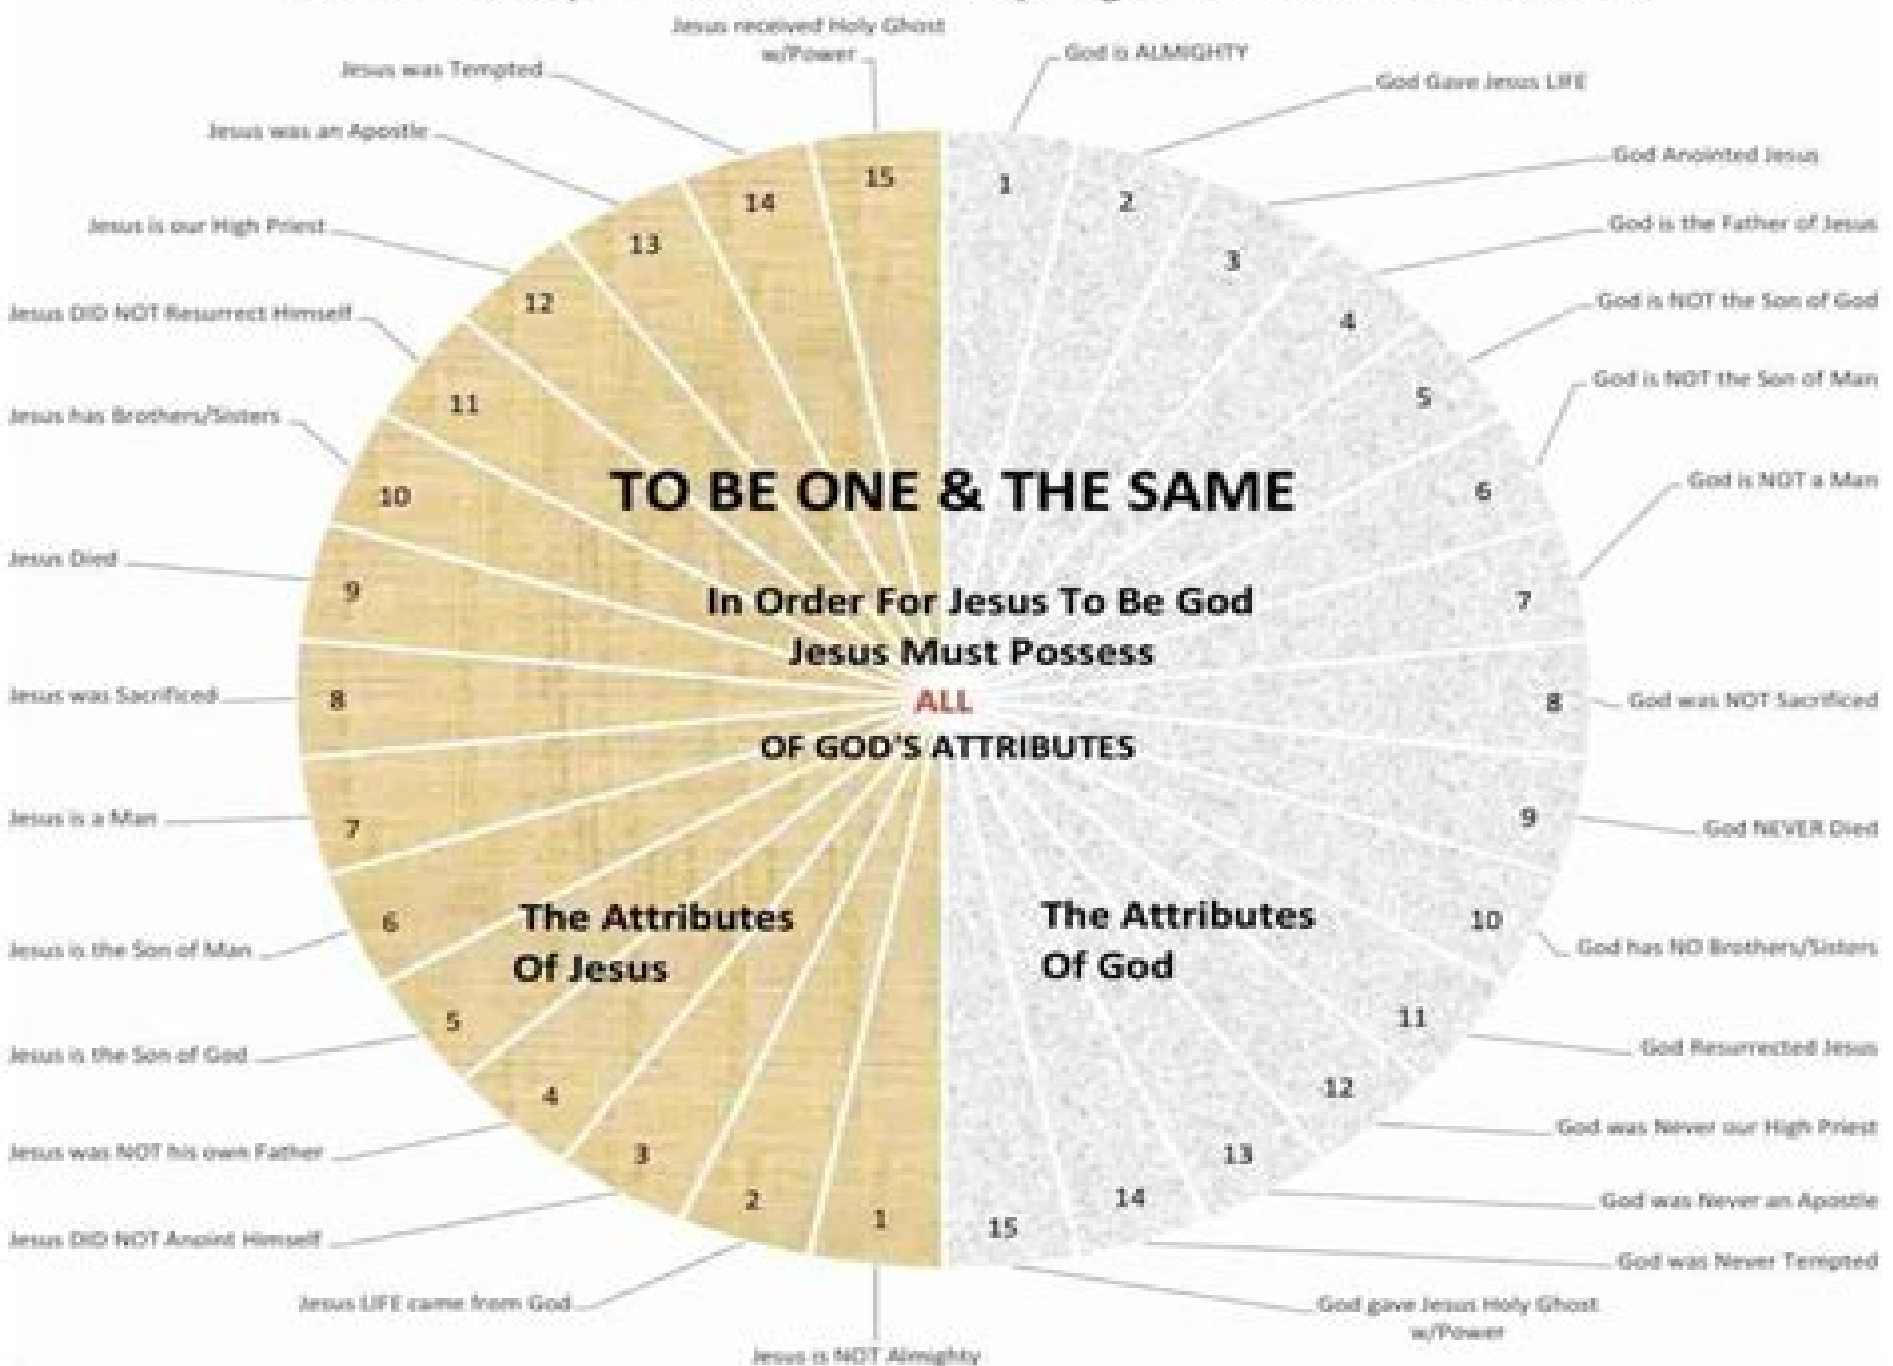 Jesus received Holy Ghost
w/Power
God is ALMIGHTY
Jesus was Tempted
God Gave Jesus LIFE
Jesus was an Apostle
God Anointed Jesus
Jesus is our High Priest
God is the Father of Jesus
Jesus DID NOT Resurrect Himself
God is NOT the Son of God
Jesus has Brothers/Sisters
God is NOT the Son of Man
Jesus Died
God is NOT a Man
Jesus was Sacrificed
God was NOT Sacrificed
Jesus is a Man
God NEVER Died
Jesus is the Son of Man
God has NO Brothers/Sisters
Jesus is the Son of God
God Resurrected Jesus
Jesus was NOT his own Father
God was Never our High Priest
Jesus DID NOT Anoint Himself
God was Never an Apostle
Jesus LIFE came from God
God was Never Tempted
Jesus is NOT Almighty
God gave Jesus Holy Ghost
w/Power
15
14
13
12
11
10
9
8
7
6
5
4
3
2
1
1
2
3
4
5
6
7
8
9
10
11
12
13
14
15
TO BE ONE & THE SAME
In Order For Jesus To Be God
Jesus Must Possess
ALL
OF GOD'S ATTRIBUTES
The Attributes
Of Jesus
The Attributes
Of God